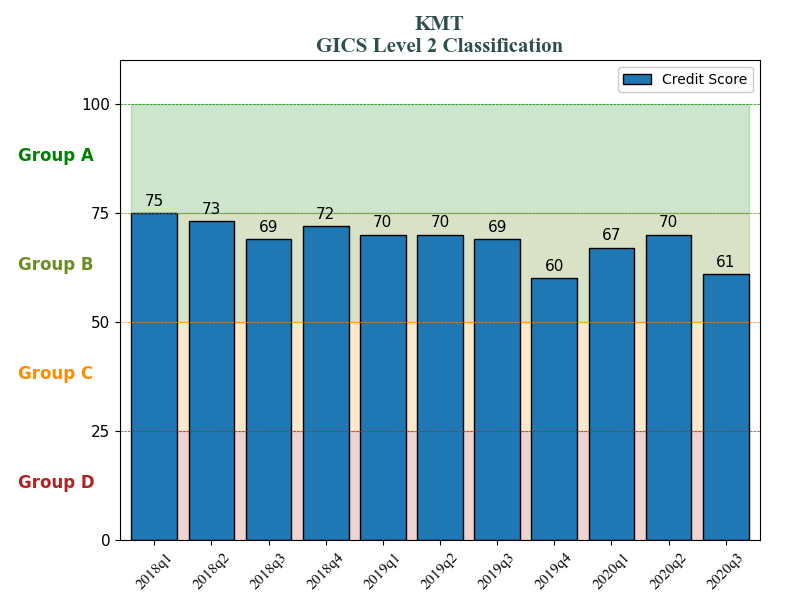 KMT
GICS Level 2 Classification
Credit Score
100
75
50
25
0
Group A
Group B
Group C
Group D
75
73
69
72
70
70
69
60
67
70
61
2018q1
2018q2
2018q3
2018q4
2019q1
2019q2
2019q3
2019q4
2020q1
2020q2
2020q3